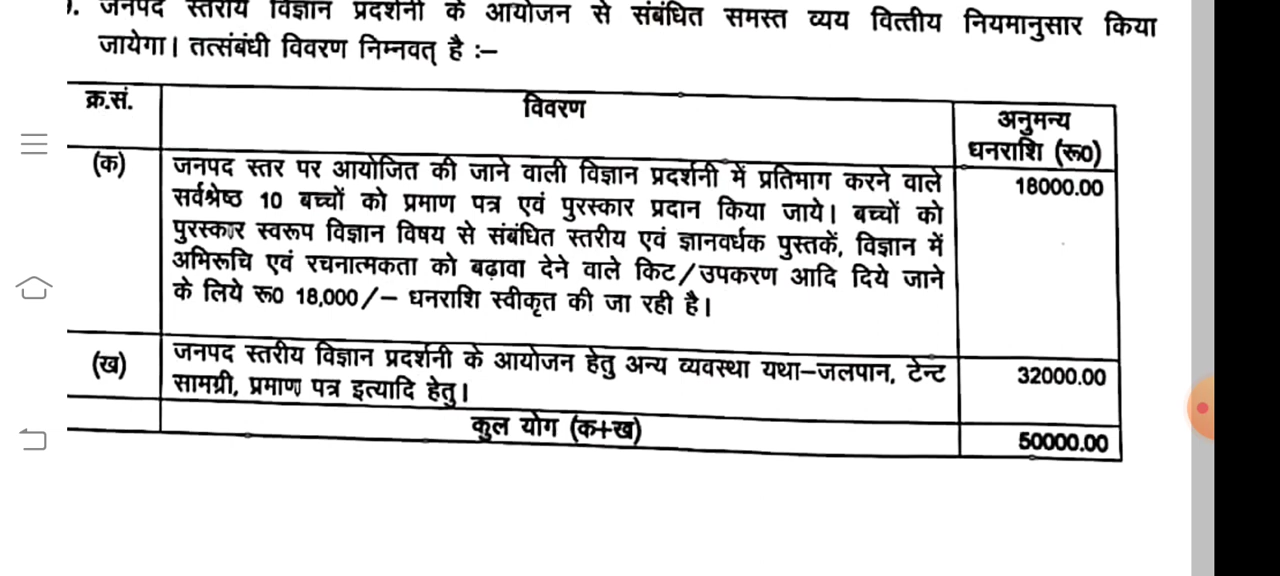 जनपद स्तरीय विज्ञान प्रदर्शनी के आयोजन से संबंधित समस्त व्यय वित्तीय नियमानुसार किया
जायेगा। तत्संबंधी विवरण निम्नवत् है :–
क्र.सं.
विवरण
अनुमन्य
धनराशि (रू0)
(क)
जनपद स्तर पर आयोजित की जाने वाली विज्ञान प्रदर्शनी में प्रतिभाग करने वाले
सर्वश्रेष्ठ 10 बच्चों को प्रमाण पत्र एवं पुरस्कार प्रदान किया जाये। बच्चों को
पुरस्कार स्वरूप विज्ञान विषय से संबंधित स्तरीय एवं ज्ञानवर्धक पुस्तकें, विज्ञान में
अभिरूचि एवं रचनात्मकता को बढ़ावा देने वाले किट/उपकरण आदि दिये जाने
के लिये रू0 18,000/– धनराशि स्वीकृत की जा रही है।
18000.00
(ख)
जनपद स्तरीय विज्ञान प्रदर्शनी के आयोजन हेतु अन्य व्यवस्था यथा–जलपान, टेन्ट
सामग्री, प्रमाण पत्र इत्यादि हेतु।
32000.00
कुल योग (क+ख)
50000.00